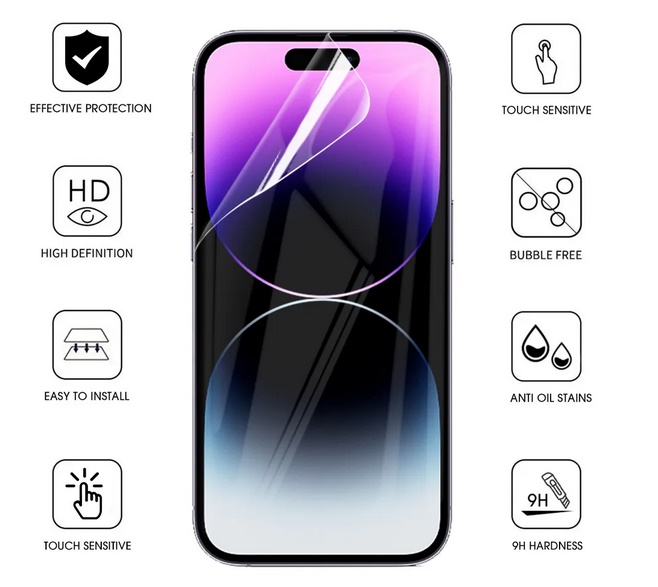 EFFECTIVE PROTECTION
HD
HIGH DEFINITION
EASY TO INSTALL
TOUCH SENSITIVE
TOUCH SENSITIVE
BUBBLE FREE
ANTI OIL STAINS
9H
9H HARDNESS